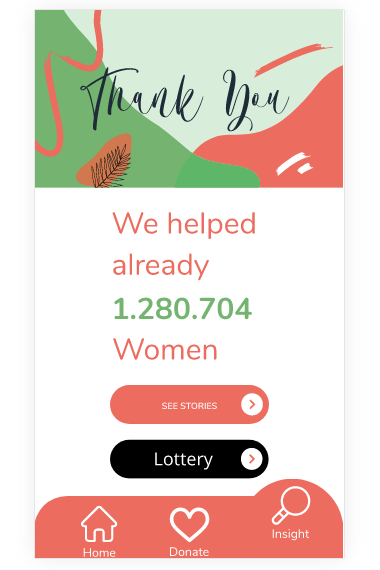 Thank You
We helped
already
1.280.704
Women
SEE STORIES
Lottery
Home
Donate
Insight